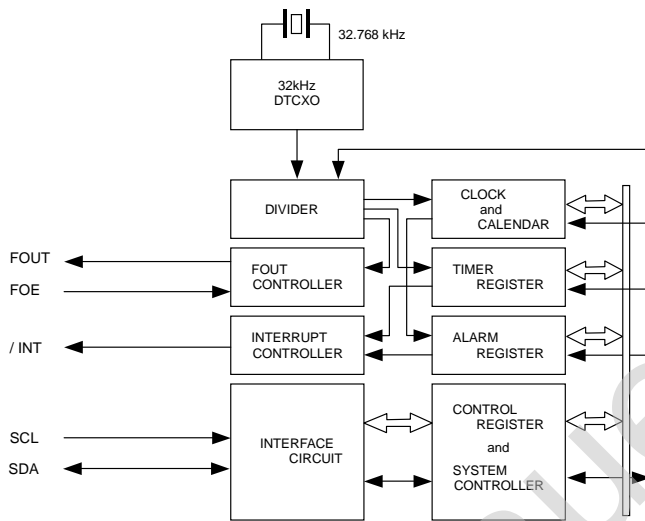 32.768 kHz
32kHz
DTCXO
DIVIDER
CLOCK
and
CALENDAR
FOUT
FOUT
CONTROLLER
TIMER
REGISTER
FOE
/ INT
INTERRUPT
CONTROLLER
ALARM
REGISTER
SCL
SDA
INTERFACE
CIRCUIT
CONTROL
REGISTER
and
SYSTEM
CONTROLLER